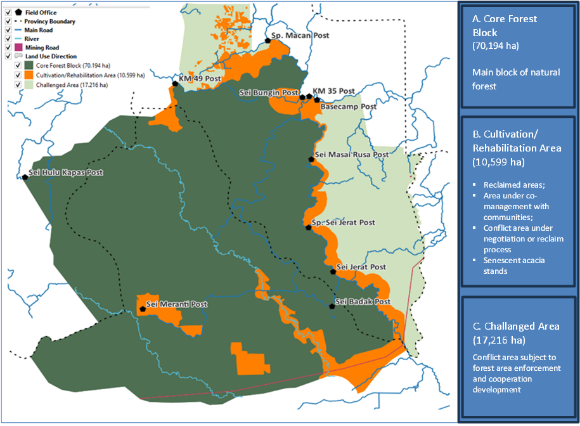 Field Office
Province Boundary
Main Road
River
Mining Road
Land Use Direction
Core Forest Block (70,194 ha)
Cultivation/Rehabilitation Area (10.599 ha)
Challenged Area (17,216 ha)
Sp. Macan Post
KM 49 Post
Sei Bungin Post
KM 35 Post
Basecamp Post
Sei Masai Rusa Post
Sei Hulu Kapas Post
Sp. Sei Jerat Post
Sei Jerat Post
Sei Meranti Post
Sei Badak Post
A. Core Forest
Block
(70,194 ha)
Main block of natural
forest
B. Cultivation/
Rehabilitation Area
(10,599 ha)
▪ Reclaimed areas;
▪ Area under co-
management with
communities;
▪ Conflict area under
negotiation or reclaim
process
▪ Senescent acacia
stands
C. Challanged Area
(17,216 ha)
Conflict area subject to
forest area enforcement
and cooperation
development